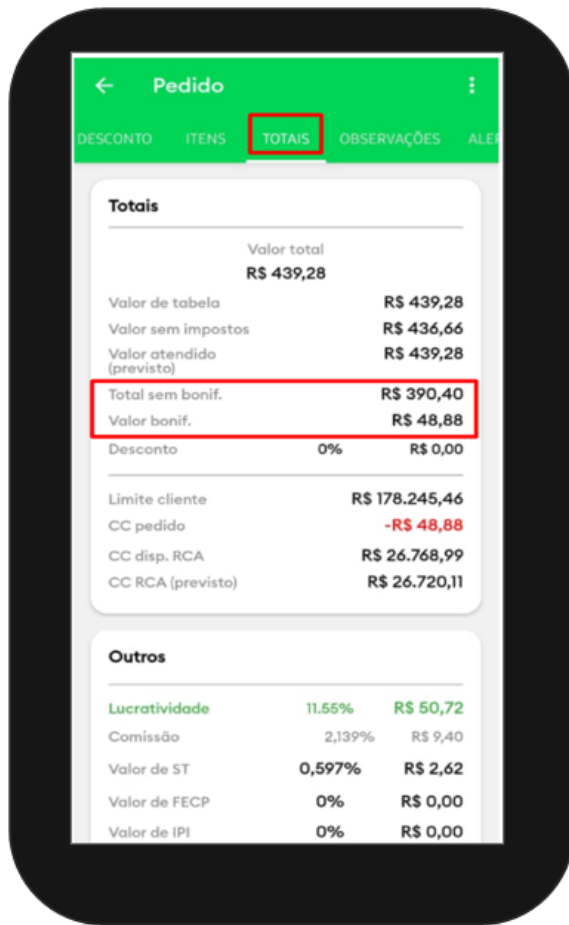 Pedido
DESCONTO ITENS TOTAIS OBSERVAÇÕES ALER
Totais
Valor total
R$ 439,28
Valor de tabela R$ 439,28
Valor sem impostos R$ 436,66
Valor atendido R$ 439,28
(previsto)
Total sem bonif. R$ 390,40
Valor bonif. R$ 48,88
Desconto 0% R$ 0,00
Limite cliente R$ 178.245,46
CC pedido -R$ 48,88
CC disp. RCA R$ 26.768,99
CC RCA (previsto) R$ 26.720,11
Outros
Lucratividade 11.55% R$ 50,72
Comissão 2,139% R$ 9,40
Valor de ST 0,597% R$ 2,62
Valor de FECP 0% R$ 0,00
Valor de IPI 0% R$ 0,00